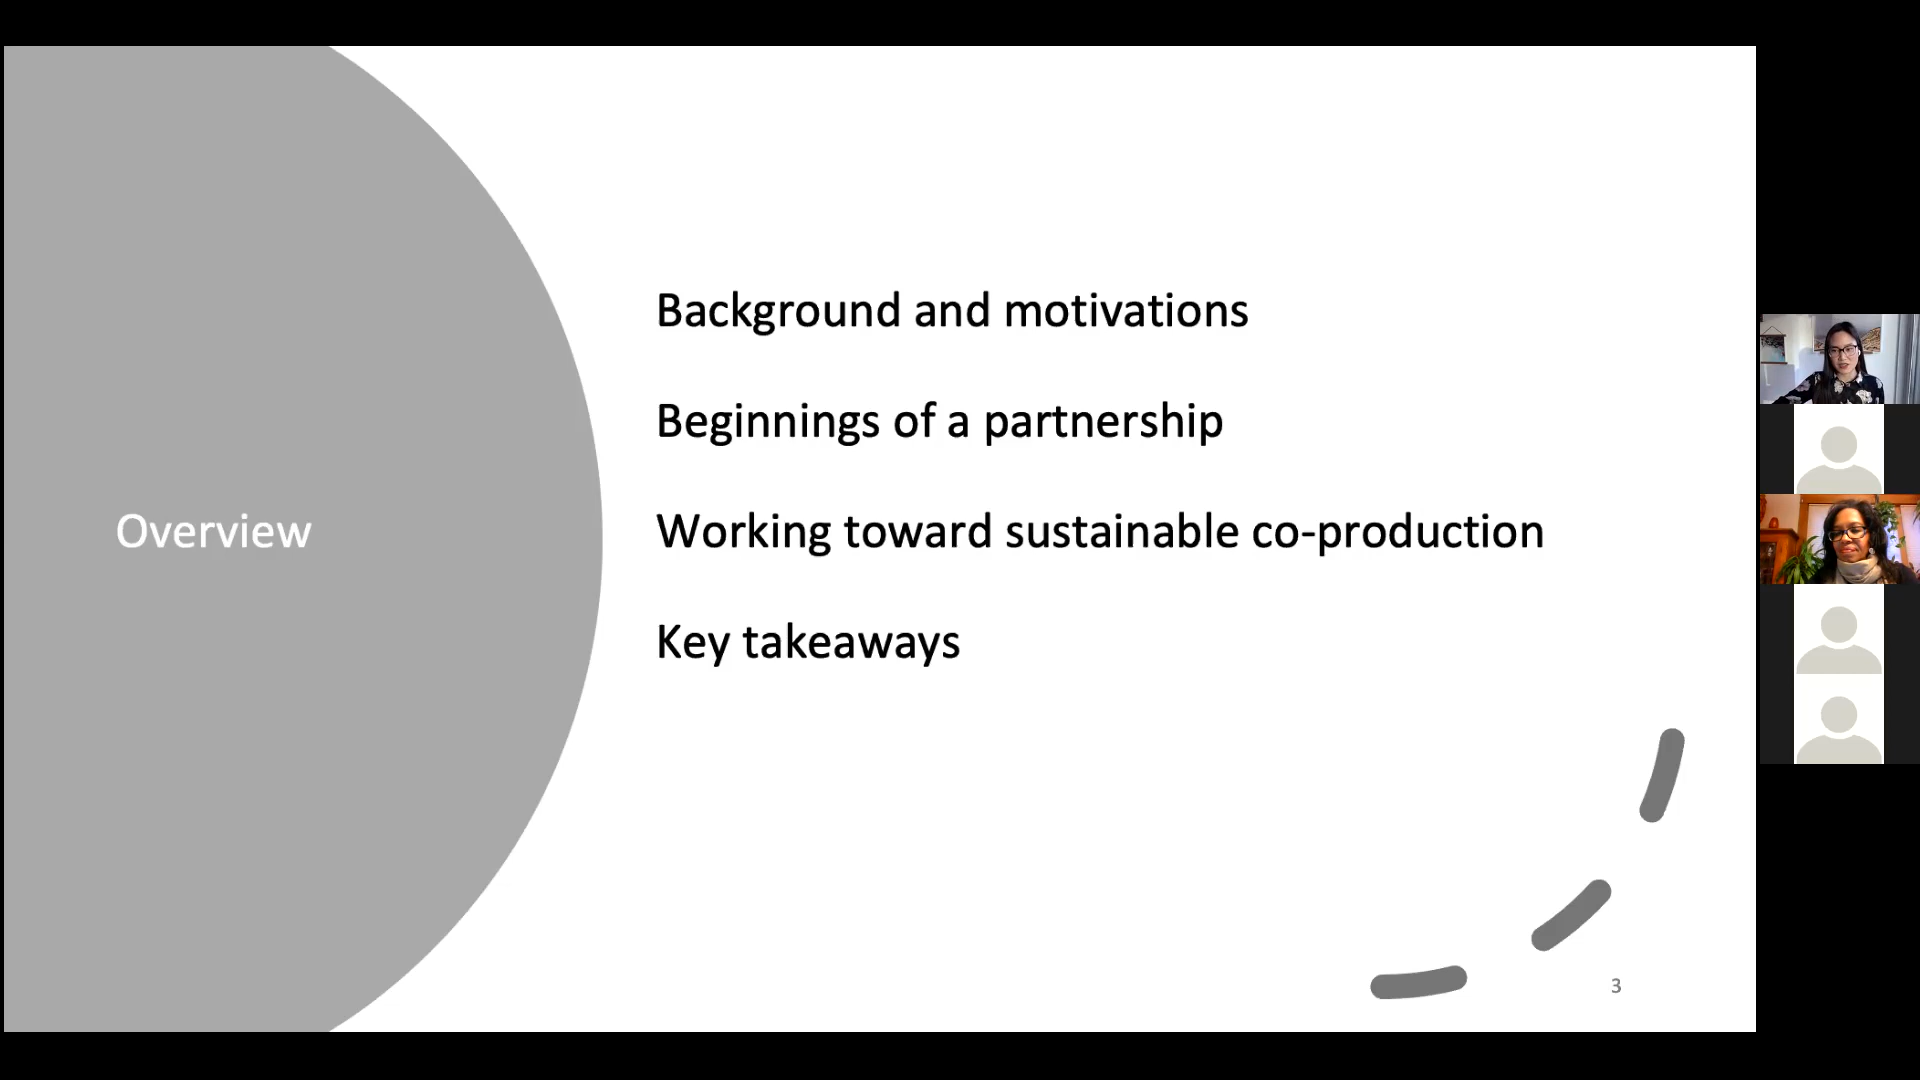 Overview
Background and motivations
Beginnings of a partnership
Working toward sustainable co-production
Key takeaways
3